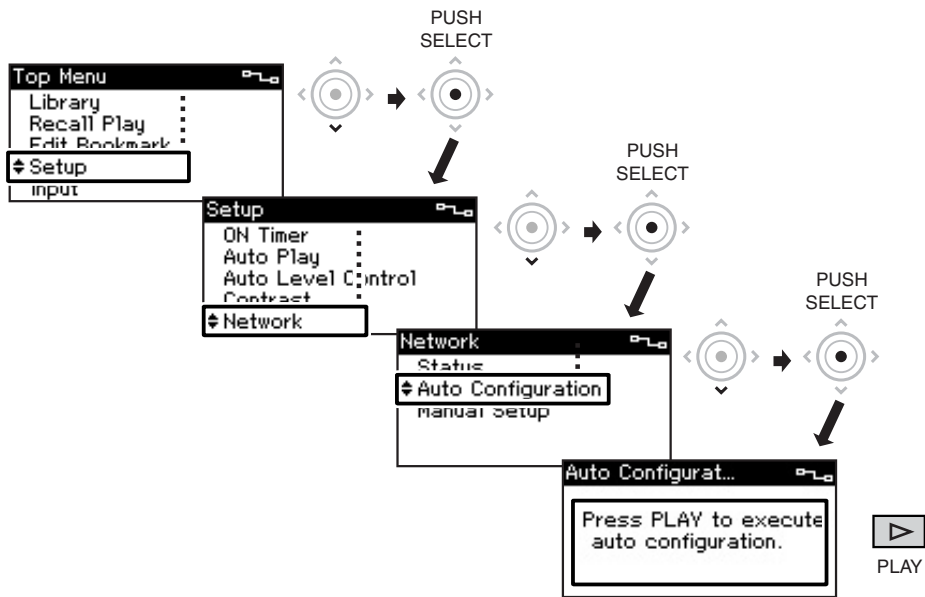 PUSH
SELECT
Top Menu
Library
Recall Play
Edit Bookmark
Setup
Input
PUSH
SELECT
Setup
ON Timer
Auto Play
Auto Level Control
Contrast
Network
PUSH
SELECT
Network
Status
Auto Configuration
Manual Setup
Auto Configurat...
Press PLAY to execute
auto configuration.
PLAY